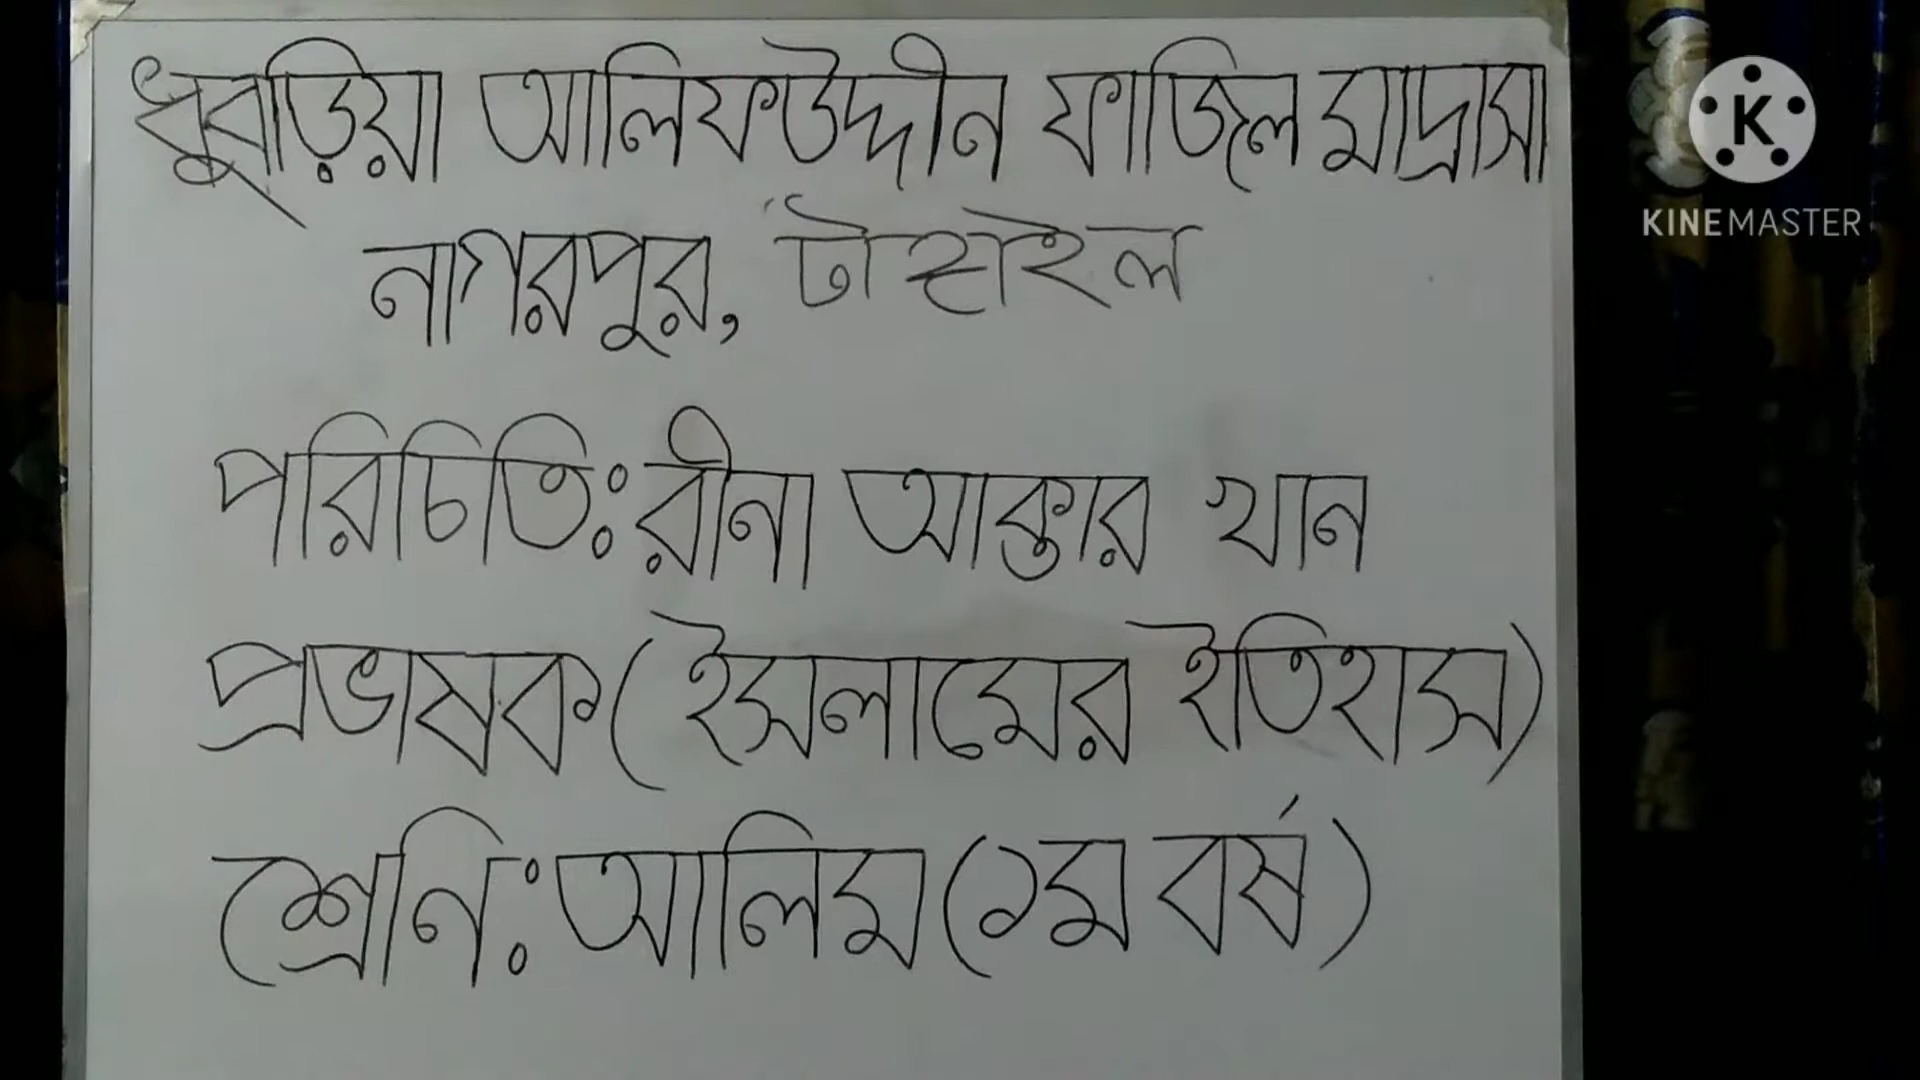 ধুবড়িয়া আলিফউদ্দীন ফাজিল মাদ্রাসা
নাগরপুর, টাঙ্গাইল
পরিচিতিঃ রীনা আক্তার খান
প্রভাষক (ইসলামের ইতিহাস)
শ্রেনিঃ আলিম (১ম বর্ষ)
K
KINEMASTER